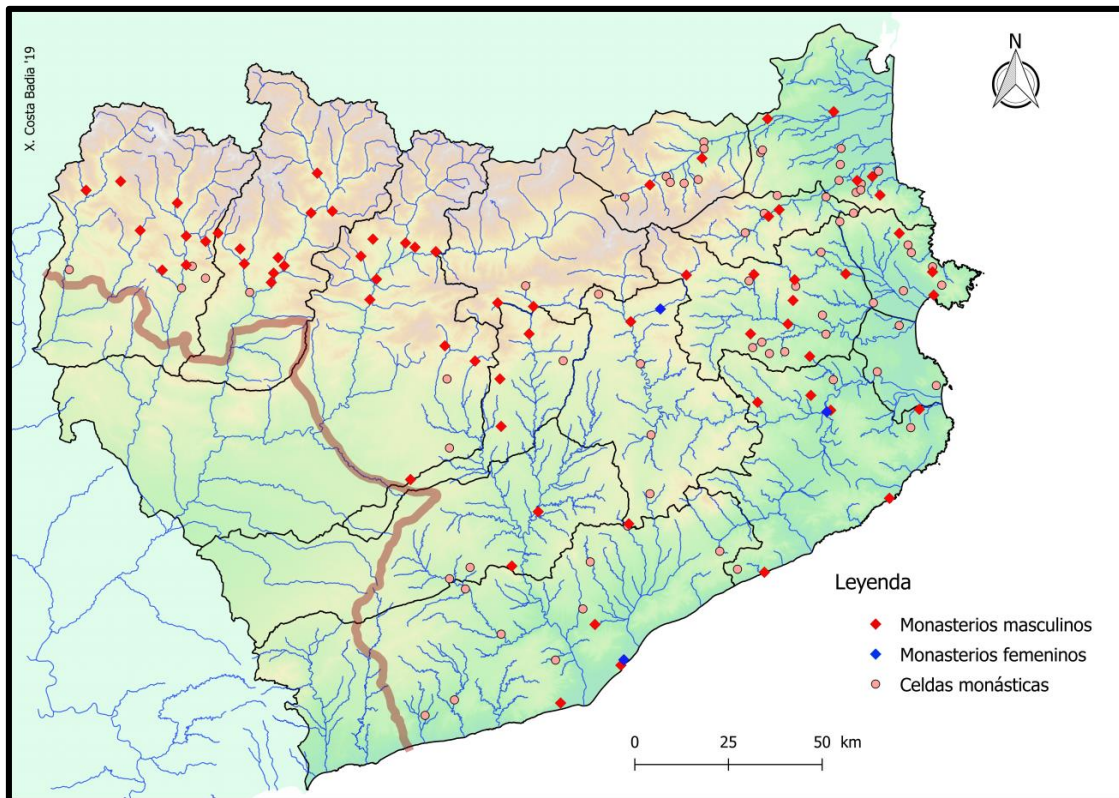 X. Costa Badia '19
N
Leyenda
Monasterios masculinos
Monasterios femeninos
Celdas monásticas
0 25 50 km